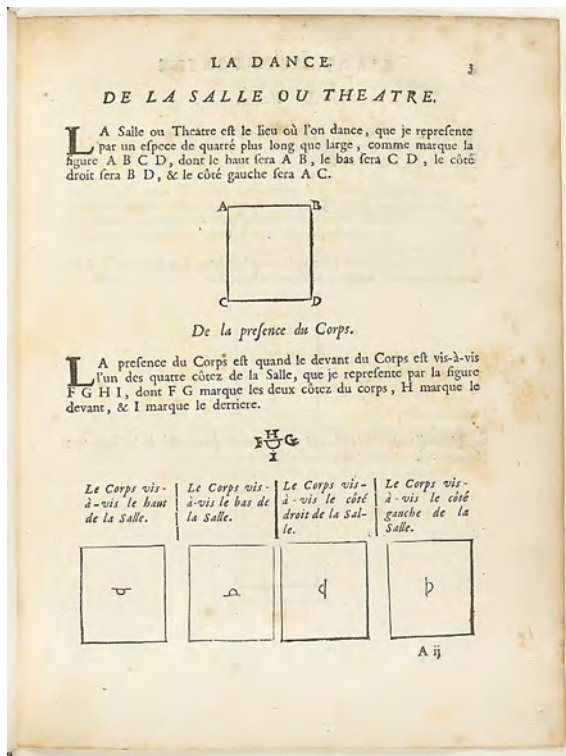 LA DANCE.
3
DE LA SALLE OU THEATRE.
LA Salle ou Theatre eſt le lieu où l'on dance, que je repreſente
par un eſpece de quarré plus long que large, comme marque la
figure A B C D, dont le haut ſera A B, le bas ſera C D, le côté
droit ſera B D, & le côté gauche ſera A C.
A B
C D
De la preſence du Corps.
LA preſence du Corps eſt quand le devant du Corps eſt vis-à-vis
l'un des quatre côtez de la Salle, que je repreſente par la figure
F G H I, dont F G marque les deux côtez du corps, H marque le
devant, & I marque le derriere.
H
F G
I
Le Corps vis-
à-vis le haut
de la Salle.
Le Corps vis-
à-vis le bas de
la Salle.
Le Corps vis-
à-vis le côté
droit de la Sal-
le.
Le Corps vis-
à-vis le côté
gauche de la
Salle.
A ij